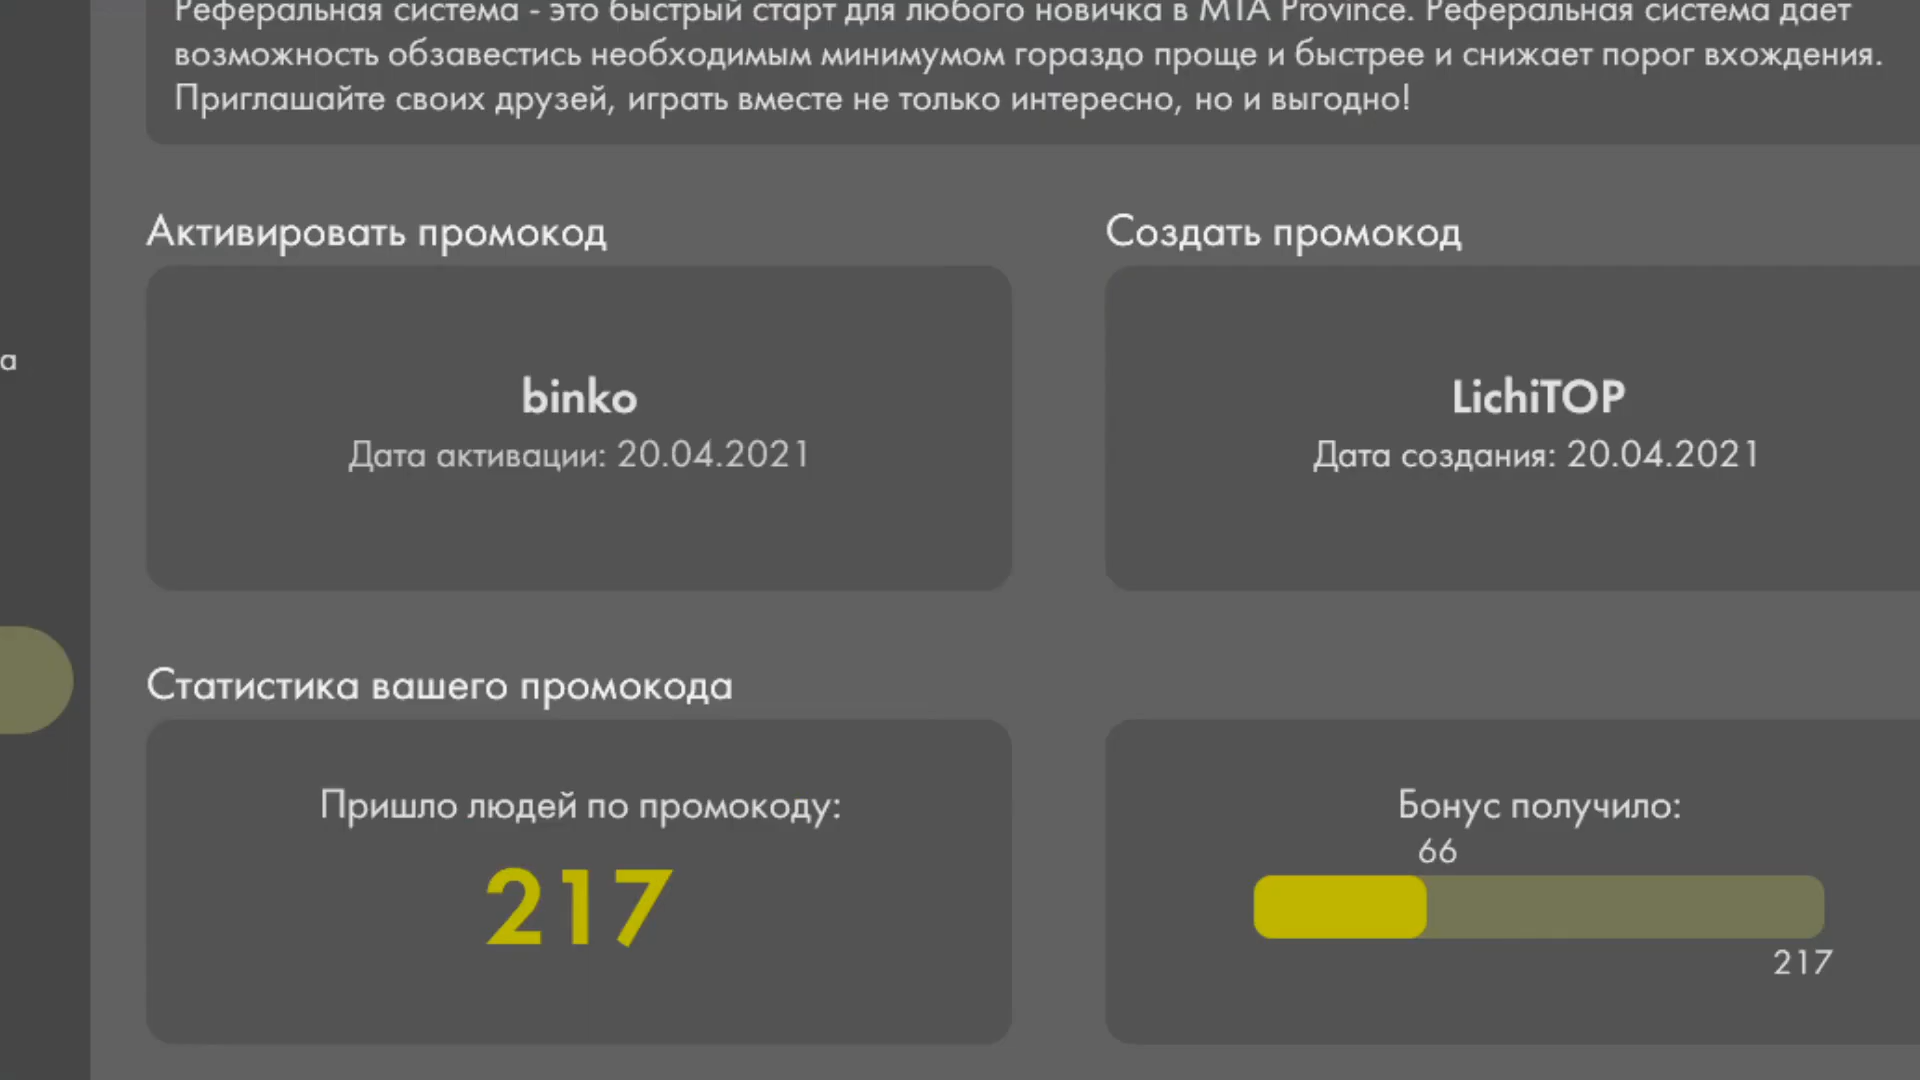 Реферальная система - это быстрый старт для любого новичка в MTA Province. Реферальная система дает
возможность обзавестись необходимым минимумом гораздо проще и быстрее и снижает порог вхождения.
Приглашайте своих друзей, играть вместе не только интересно, но и выгодно!
Активировать промокод
Создать промокод
а
binko
Дата активации: 20.04.2021
LichiTOP
Дата создания: 20.04.2021
Статистика вашего промокода
Пришло людей по промокоду:
217
Бонус получило:
66
217